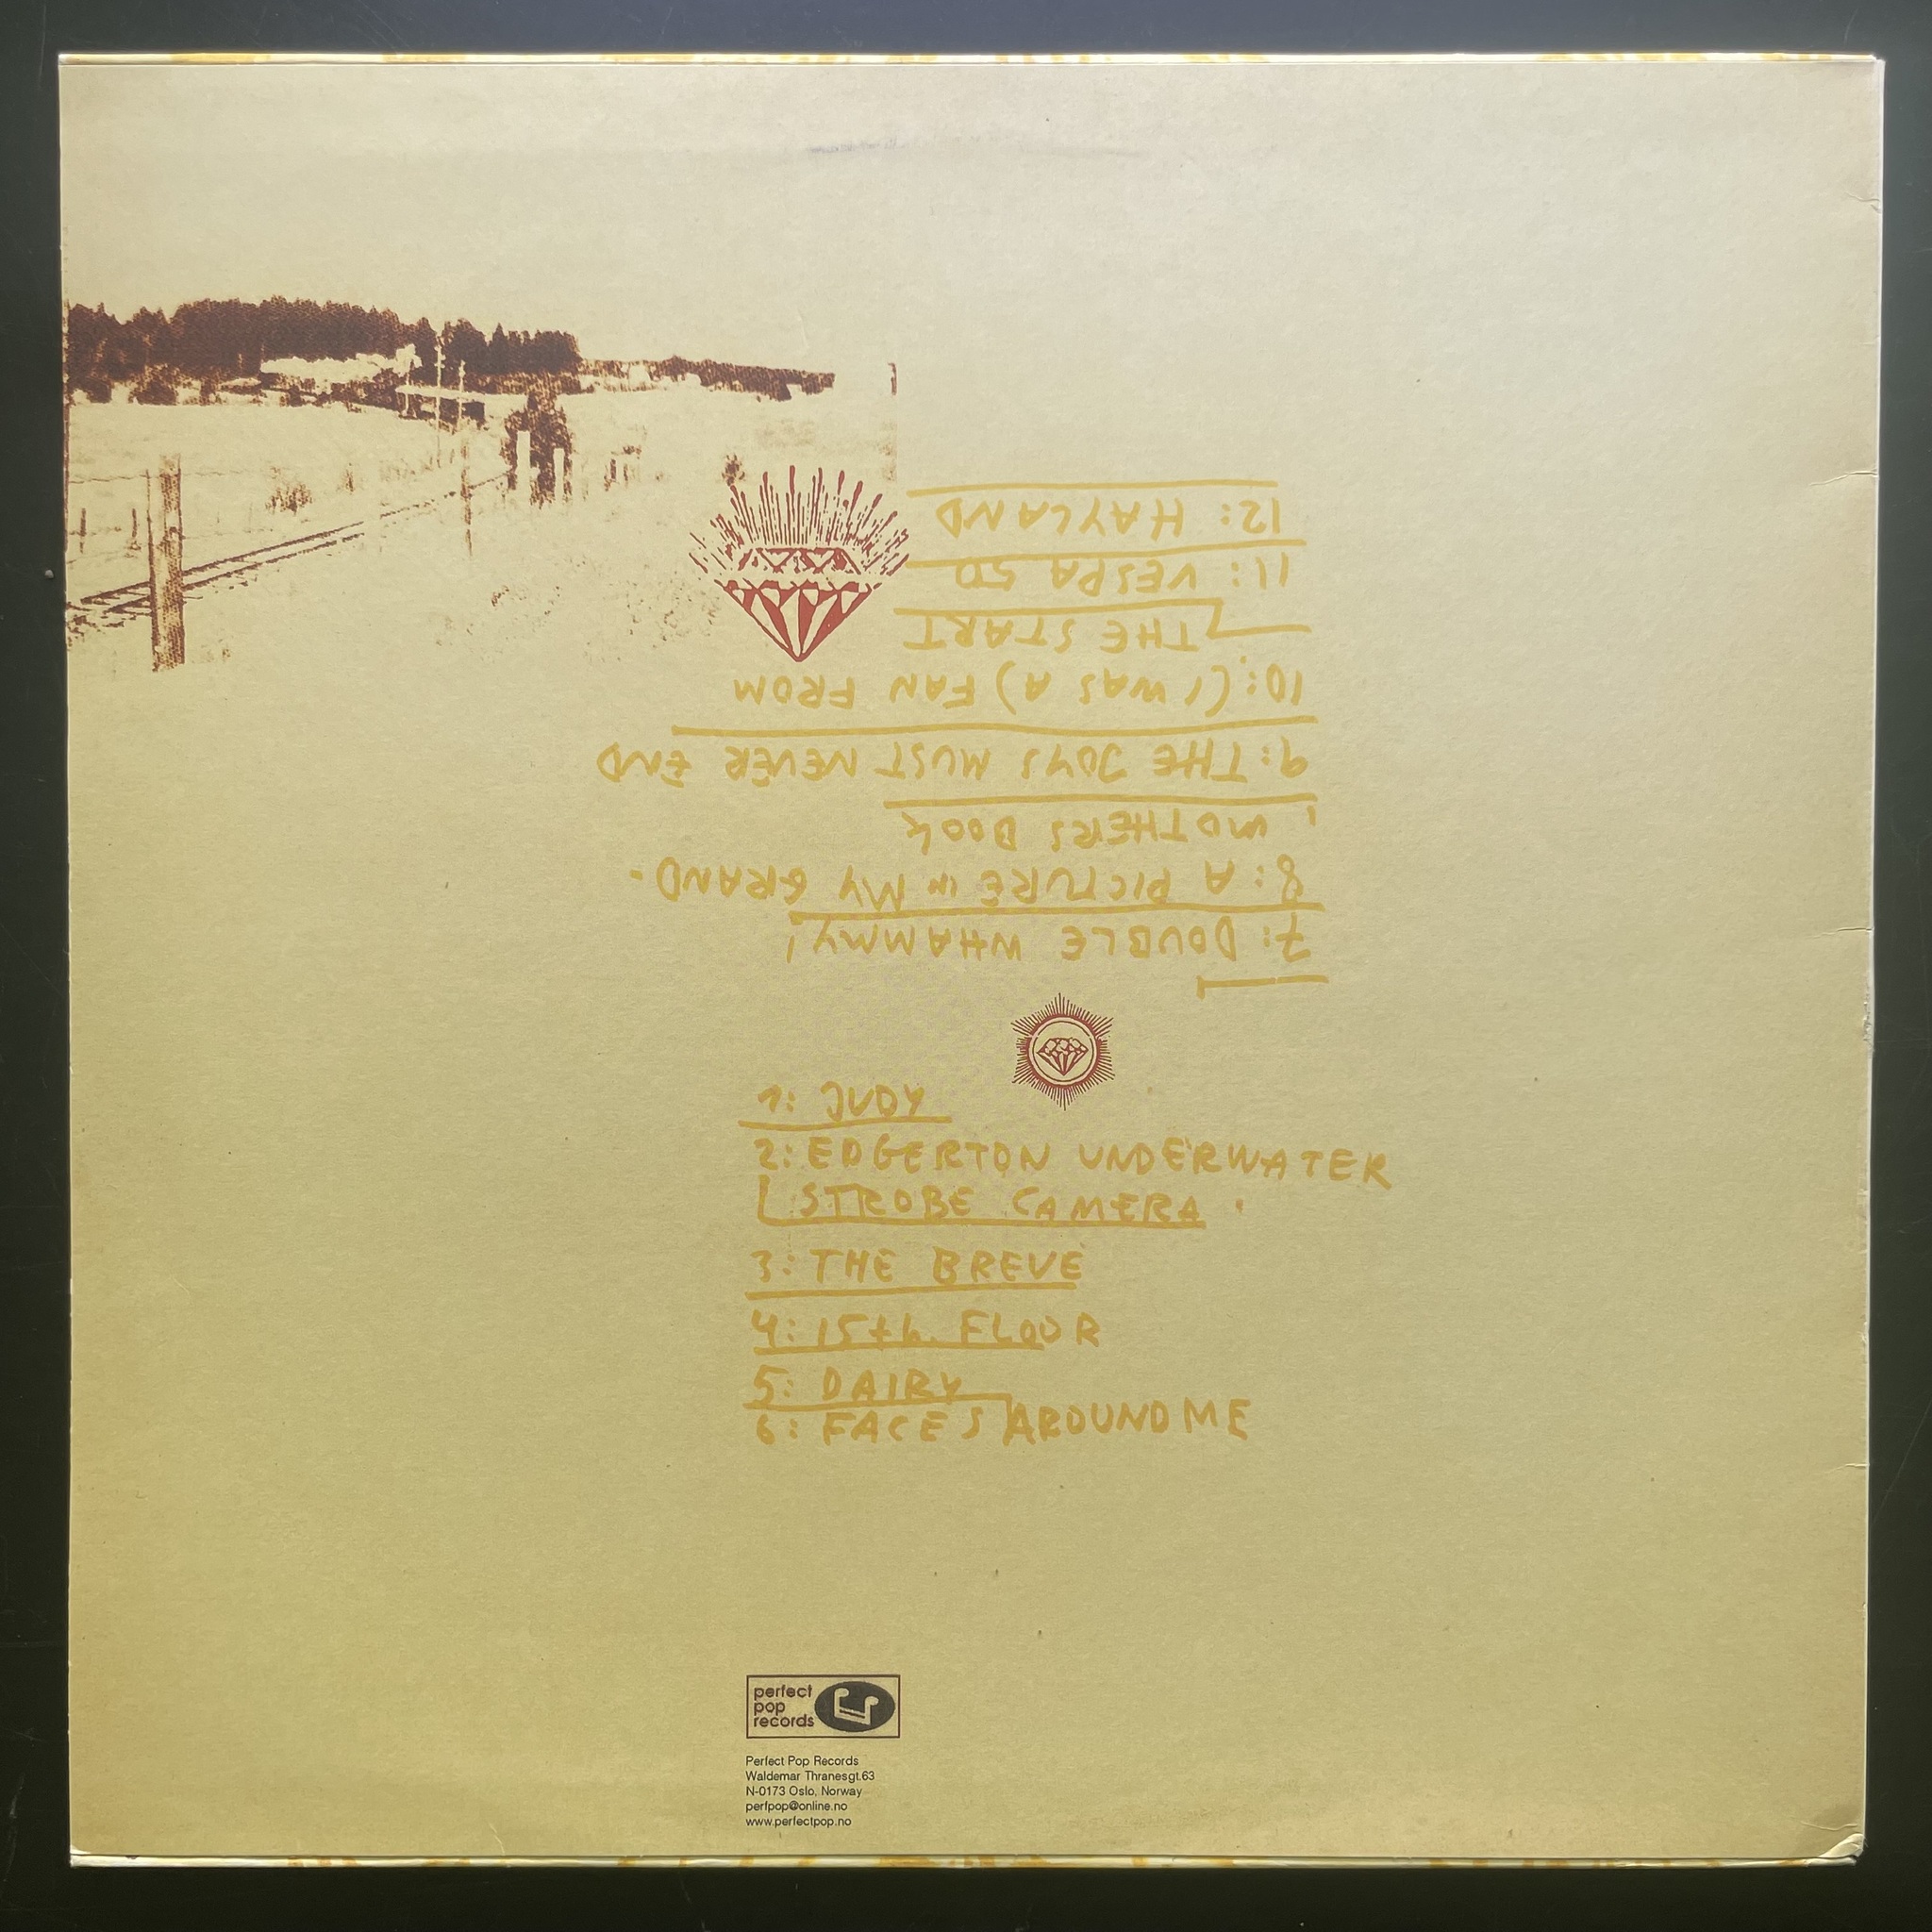 1: JUDY
2: EDGERTON UNDERWATER
STROBE CAMERA
3: THE BREVE
4: 15th. FLOOR
5: DAIRY
6: FACES AROUND ME
7: DOUBLE WHAMMY!
8: A PICTURE IN MY GRAND-
MOTHERS BOOK
9: THE JOYS MUST NEVER END
10: (I WAS A) FAN FROM
THE START
11: VESPA 50
12: HAYLAND
perfect
pop
records
Perfect Pop Records
Waldemar Thranesgt.63
N-0173 Oslo, Norway
perfpop@online.no
www.perfectpop.no